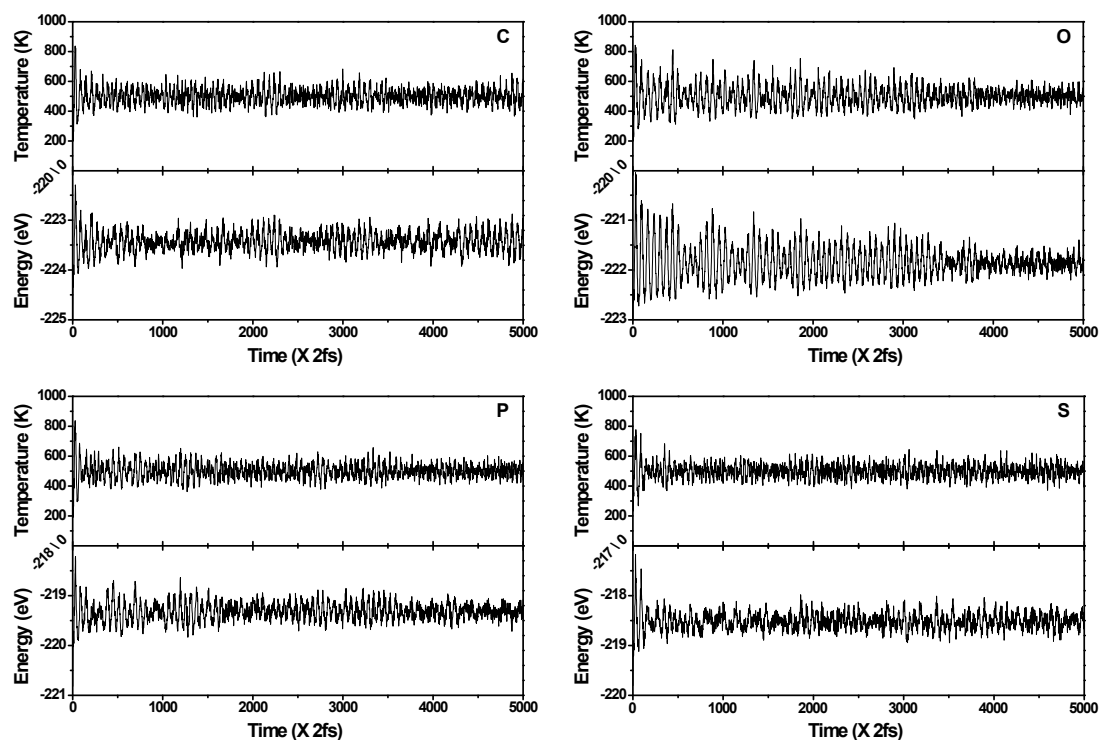 1000
800
600
400
200
-220 \ 0
Temperature (K)
C
-223
-224
-225
Energy (eV)
0 1000 2000 3000 4000 5000
Time (X 2fs)
1000
800
600
400
200
-220 \ 0
Temperature (K)
O
-221
-222
-223
Energy (eV)
0 1000 2000 3000 4000 5000
Time (X 2fs)
1000
800
600
400
200
-218 \ 0
Temperature (K)
P
-219
-220
-221
Energy (eV)
0 1000 2000 3000 4000 5000
Time (X 2fs)
1000
800
600
400
200
-217 \ 0
Temperature (K)
S
-218
-219
-220
Energy (eV)
0 1000 2000 3000 4000 5000
Time (X 2fs)